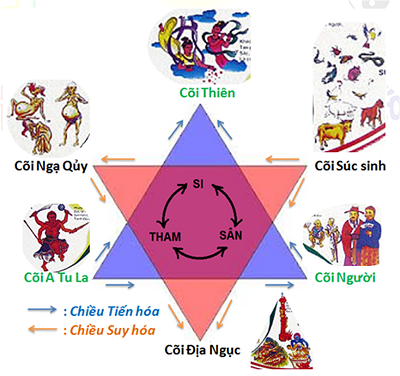 Cõi Thiên
Cõi Ngạ Qủy
Cõi Súc sinh
SI
THAM
SÂN
Cõi A Tu La
Cõi Người
: Chiều Tiến hóa
: Chiều Suy hóa
Cõi Địa Ngục